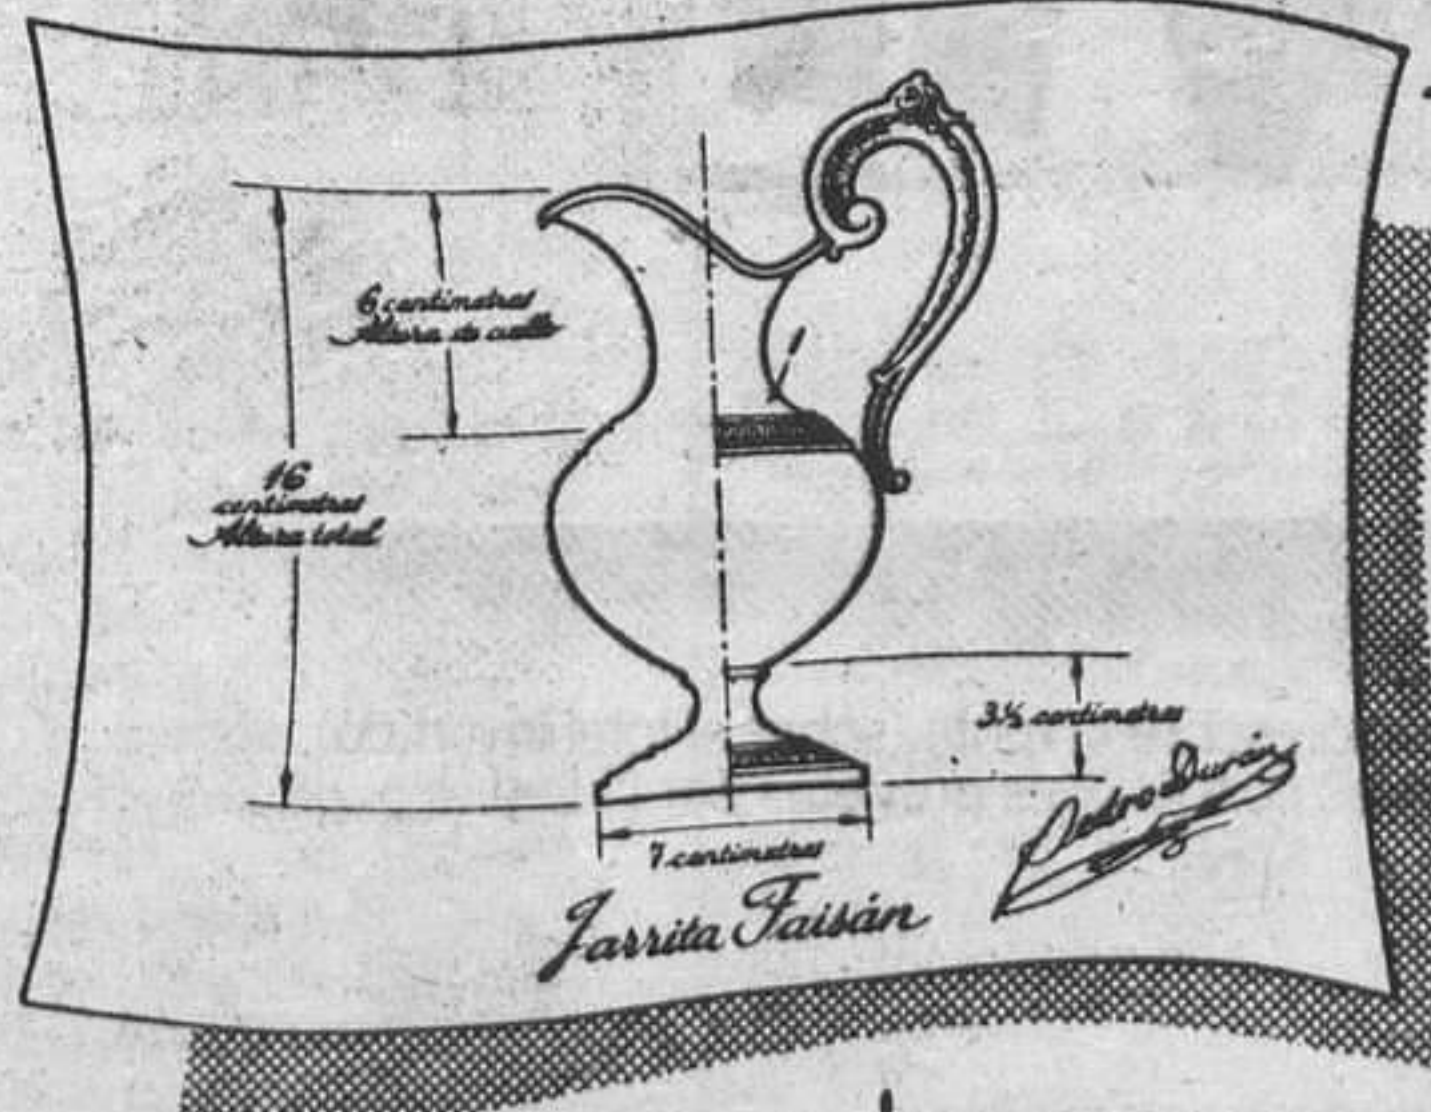 6 centimetros
Altura de cuello
16
centimetros
Altura total
3½ centimetros
7 centimetros
Pedro Durán
Jarrita Faisán